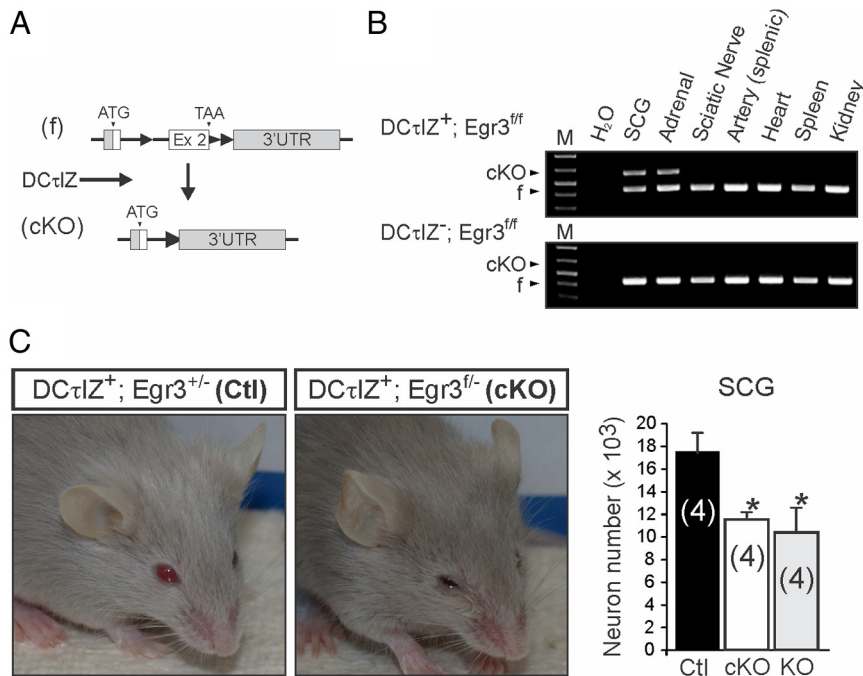 A
(f)
ATG
TAA
Ex 2
3'UTR
DCτIZ
(cKO)
ATG
3'UTR
B
DCτIZ⁺; Egr3f/f
M
H₂O
SCG
Adrenal
Sciatic Nerve
Artery (splenic)
Heart
Spleen
Kidney
cKO
f
DCτIZ⁻; Egr3f/f
M
cKO
f
C
DCτIZ⁺; Egr3+/- (Ctl)
DCτIZ⁺; Egr3f/- (cKO)
SCG
Neuron number (x 10³)
20
18
16
14
12
10
8
6
4
2
0
(4)
*
(4)
*
(4)
Ctl
cKO
KO